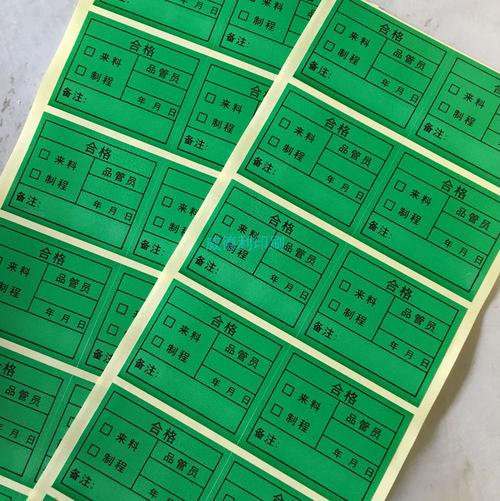 合格
□ 来料 品管员
□ 制程 年 月 日
备注: